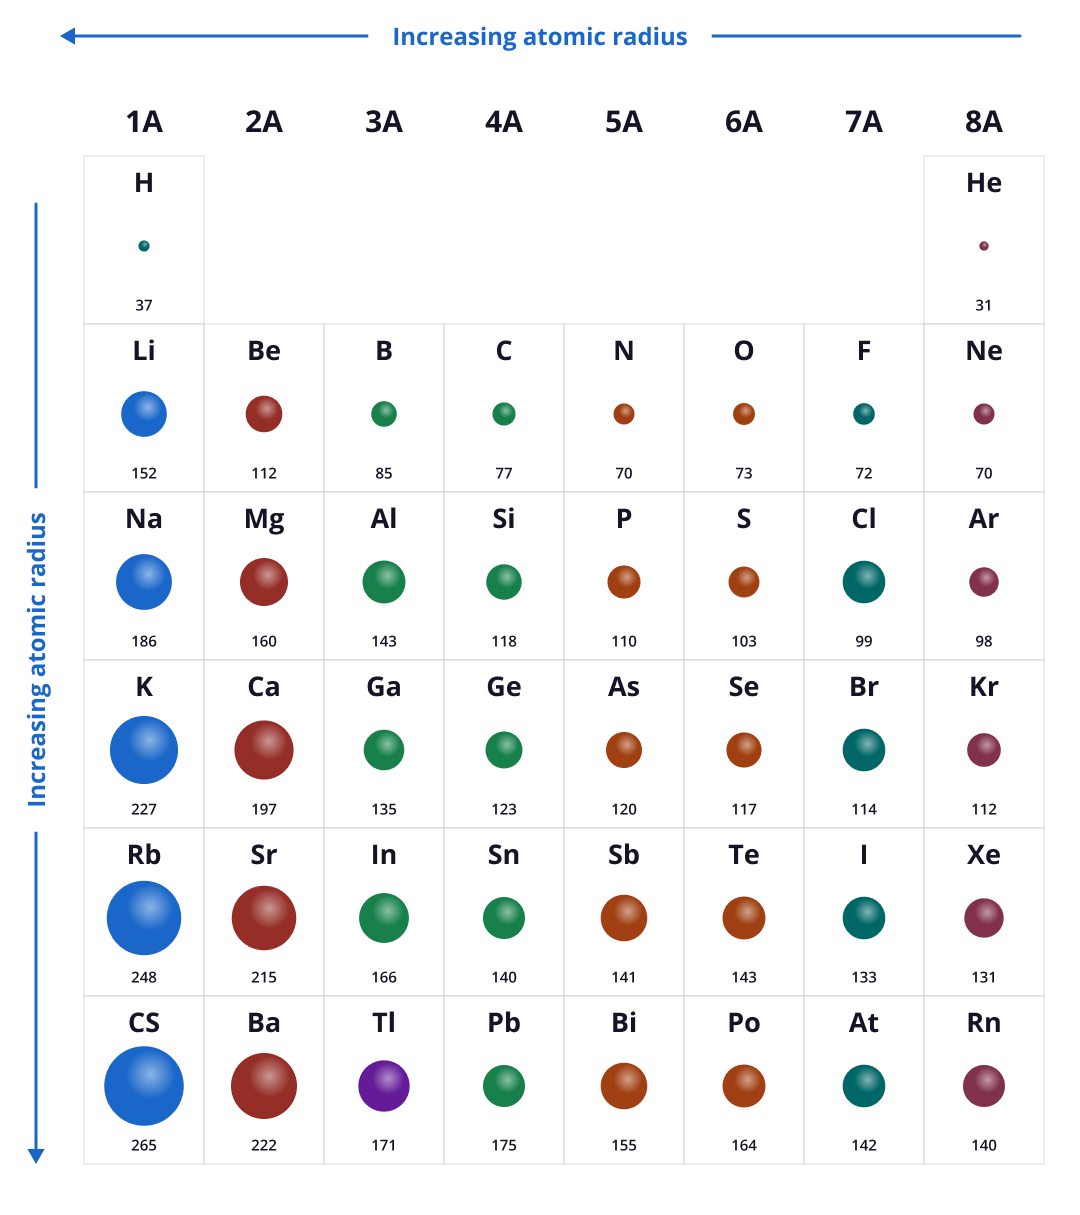 Increasing atomic radius
1A 2A 3A 4A 5A 6A 7A 8A
H He
37 31
Li Be B C N O F Ne
152 112 85 77 70 73 72 70
Na Mg Al Si P S Cl Ar
186 160 143 118 110 103 99 98
K Ca Ga Ge As Se Br Kr
227 197 135 123 120 117 114 112
Rb Sr In Sn Sb Te I Xe
248 215 166 140 141 143 133 131
CS Ba Tl Pb Bi Po At Rn
265 222 171 175 155 164 142 140
Increasing atomic radius